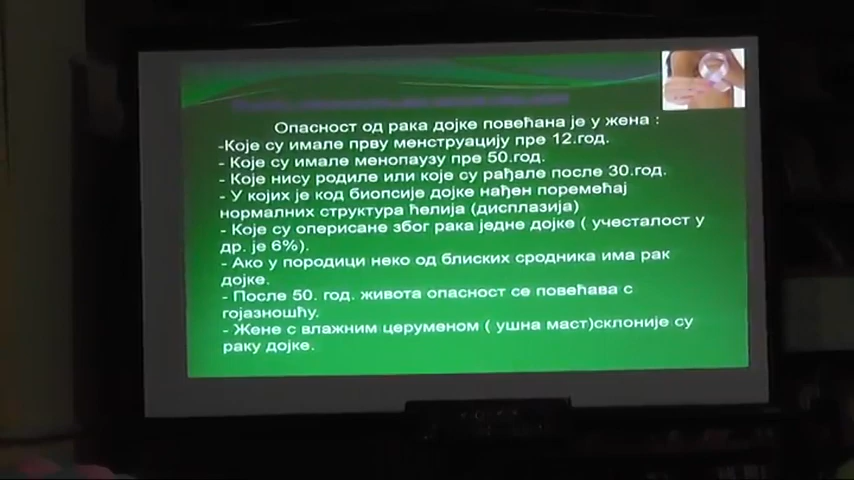 Опасност од рака дојке повећана је у жена :
-Које су имале прву менструацију пре 12.год.
- Које су имале менопаузу пре 50.год.
- Које нису родиле или које су рађале после 30.год.
- У којих је код биопсије дојке нађен поремећај
нормалних структура ћелија (дисплазија)
- Које су оперисане због рака једне дојке ( учесталост у
др. је 6%).
- Ако у породици неко од блиских сродника има рак
дојке.
- После 50. год. живота опасност се повећава с
гојазношћу.
- Жене с влажним церуменом ( ушна маст)склоније су
раку дојке.